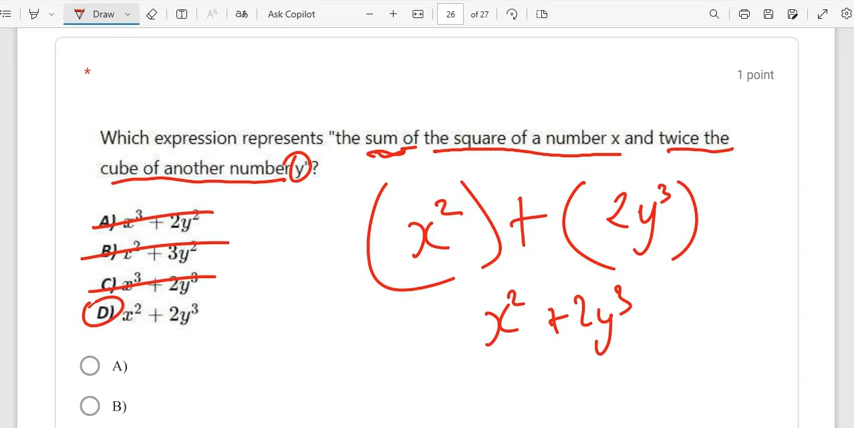 Draw
Ask Copilot
26 of 27
*
1 point
Which expression represents "the sum of the square of a number x and twice the
cube of another number y"?
A) x³ + 2y²
B) x² + 3y²
C) x³ + 2y³
D) x² + 2y³
(x²) + (2y³)
x² + 2y³
A)
B)